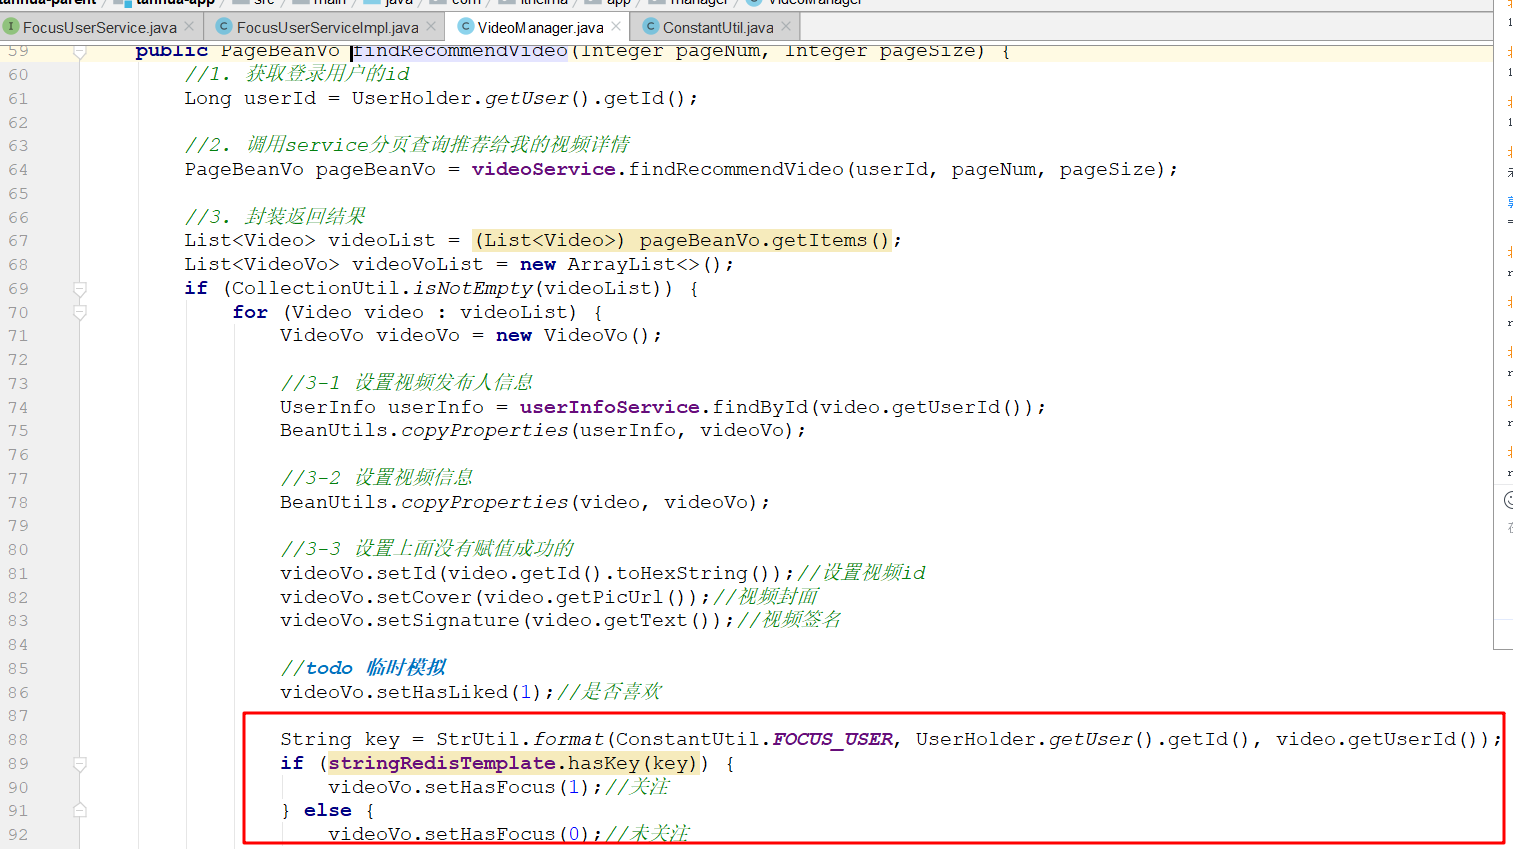 tanhua-parent / tanhua-app / src / main / java / com / itheima / app / manager / VideoManager
FocusUserService.java FocusUserServiceImpl.java VideoManager.java ConstantUtil.java
59 public PageBeanVo findRecommendVideo(Integer pageNum, Integer pageSize) {
60 //1. 获取登录用户的id
61 Long userId = UserHolder.getUser().getId();
62
63 //2. 调用service分页查询推荐给我的视频详情
64 PageBeanVo pageBeanVo = videoService.findRecommendVideo(userId, pageNum, pageSize);
65
66 //3. 封装返回结果
67 List<Video> videoList = (List<Video>) pageBeanVo.getItems();
68 List<VideoVo> videoVoList = new ArrayList<>();
69 if (CollectionUtil.isNotEmpty(videoList)) {
70 for (Video video : videoList) {
71 VideoVo videoVo = new VideoVo();
72
73 //3-1 设置视频发布人信息
74 UserInfo userInfo = userInfoService.findById(video.getUserId());
75 BeanUtils.copyProperties(userInfo, videoVo);
76
77 //3-2 设置视频信息
78 BeanUtils.copyProperties(video, videoVo);
79
80 //3-3 设置上面没有赋值成功的
81 videoVo.setId(video.getId().toHexString());//设置视频id
82 videoVo.setCover(video.getPicUrl());//视频封面
83 videoVo.setSignature(video.getText());//视频签名
84
85 //todo 临时模拟
86 videoVo.setHasLiked(1);//是否喜欢
87
88 String key = StrUtil.format(ConstantUtil.FOCUS_USER, UserHolder.getUser().getId(), video.getUserId());
89 if (stringRedisTemplate.hasKey(key)) {
90 videoVo.setHasFocus(1);//关注
91 } else {
92 videoVo.setHasFocus(0);//未关注